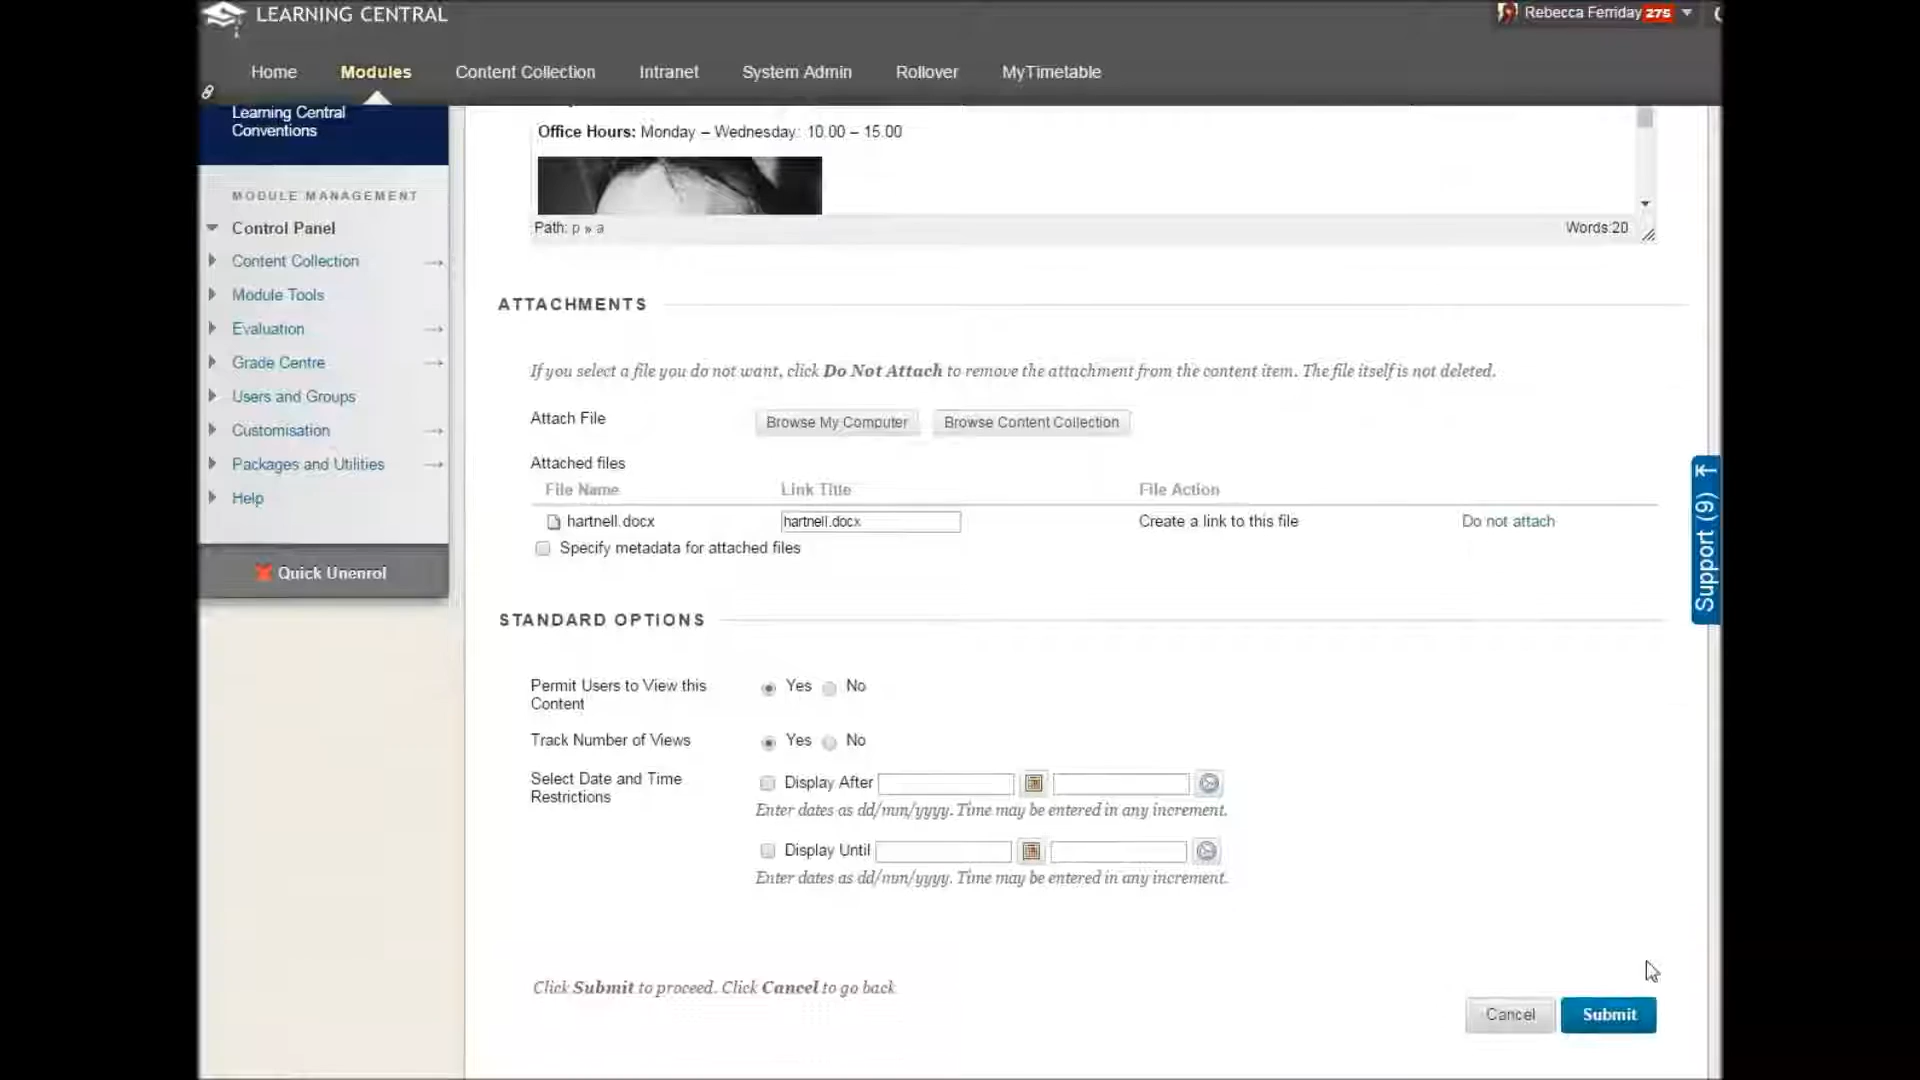 LEARNING CENTRAL
Rebecca Ferriday 275
Home Modules Content Collection Intranet System Admin Rollover MyTimetable
Learning Central
Conventions
MODULE MANAGEMENT
Control Panel
Content Collection
Module Tools
Evaluation
Grade Centre
Users and Groups
Customisation
Packages and Utilities
Help
Quick Unenrol
Office Hours: Monday – Wednesday: 10.00 – 15.00
Path: p » a Words:20
ATTACHMENTS
If you select a file you do not want, click Do Not Attach to remove the attachment from the content item. The file itself is not deleted.
Attach File Browse My Computer Browse Content Collection
Attached files
File Name Link Title File Action
hartnell.docx hartnell.docx Create a link to this file Do not attach
Specify metadata for attached files
STANDARD OPTIONS
Permit Users to View this
Content
Yes No
Track Number of Views Yes No
Select Date and Time
Restrictions
Display After
Enter dates as dd/mm/yyyy. Time may be entered in any increment.
Display Until
Enter dates as dd/mm/yyyy. Time may be entered in any increment.
Click Submit to proceed. Click Cancel to go back
Cancel Submit
Support (9)